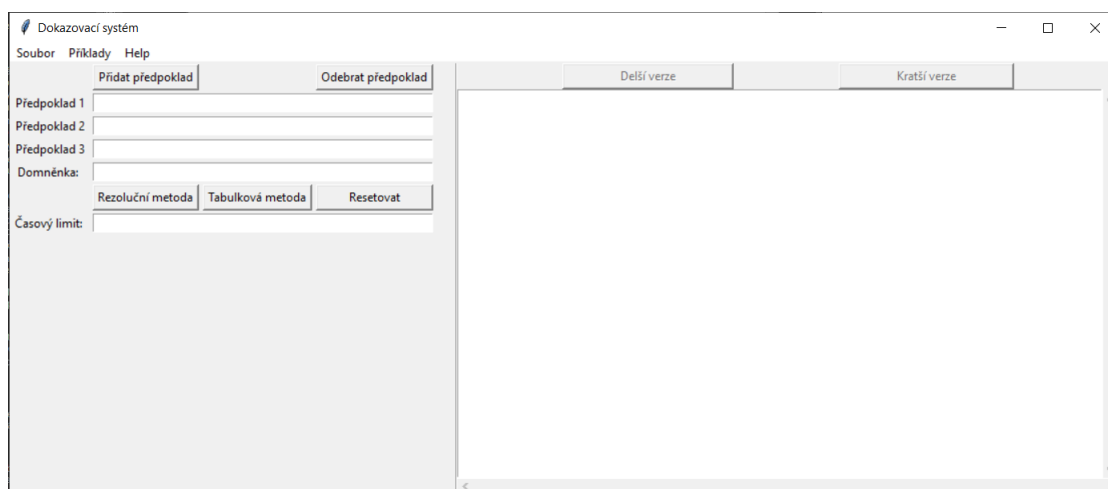 Dokazovací systém
Soubor Příklady Help
Přidat předpoklad Odebrat předpoklad Delší verze Kratší verze
Předpoklad 1
Předpoklad 2
Předpoklad 3
Domněnka:
Rezoluční metoda Tabulková metoda Resetovat
Časový limit: